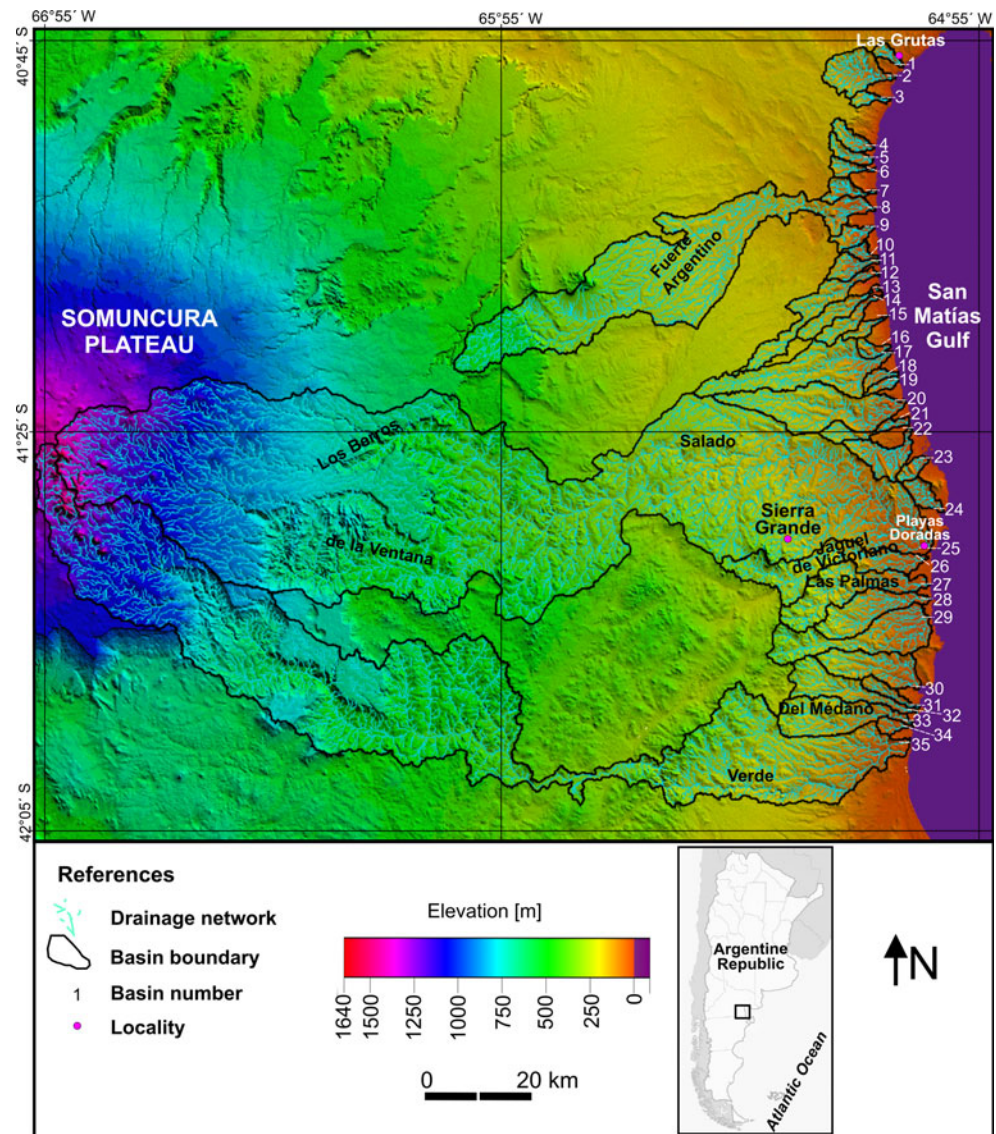 66°55´ W
65°55´ W
64°55´ W
40°45´ S
41°25´ S
42°05´ S
Las Grutas
1
2
3
4
5
6
7
8
9
10
11
12
13
14
15
16
17
18
19
20
21
22
23
24
25
26
27
28
29
30
31
32
33
34
35
Fuerte
Argentino
SOMUNCURA
PLATEAU
San
Matías
Gulf
Los Berros
Salado
de la Ventana
Sierra
Grande
Playas
Doradas
Jagüel
de Victoriano
Las Palmas
Del Médano
Verde
References
Drainage network
Basin boundary
1 Basin number
Locality
Elevation [m]
1640
1500
1250
1000
750
500
250
0
0 20 km
Argentine
Republic
Atlantic Ocean
N